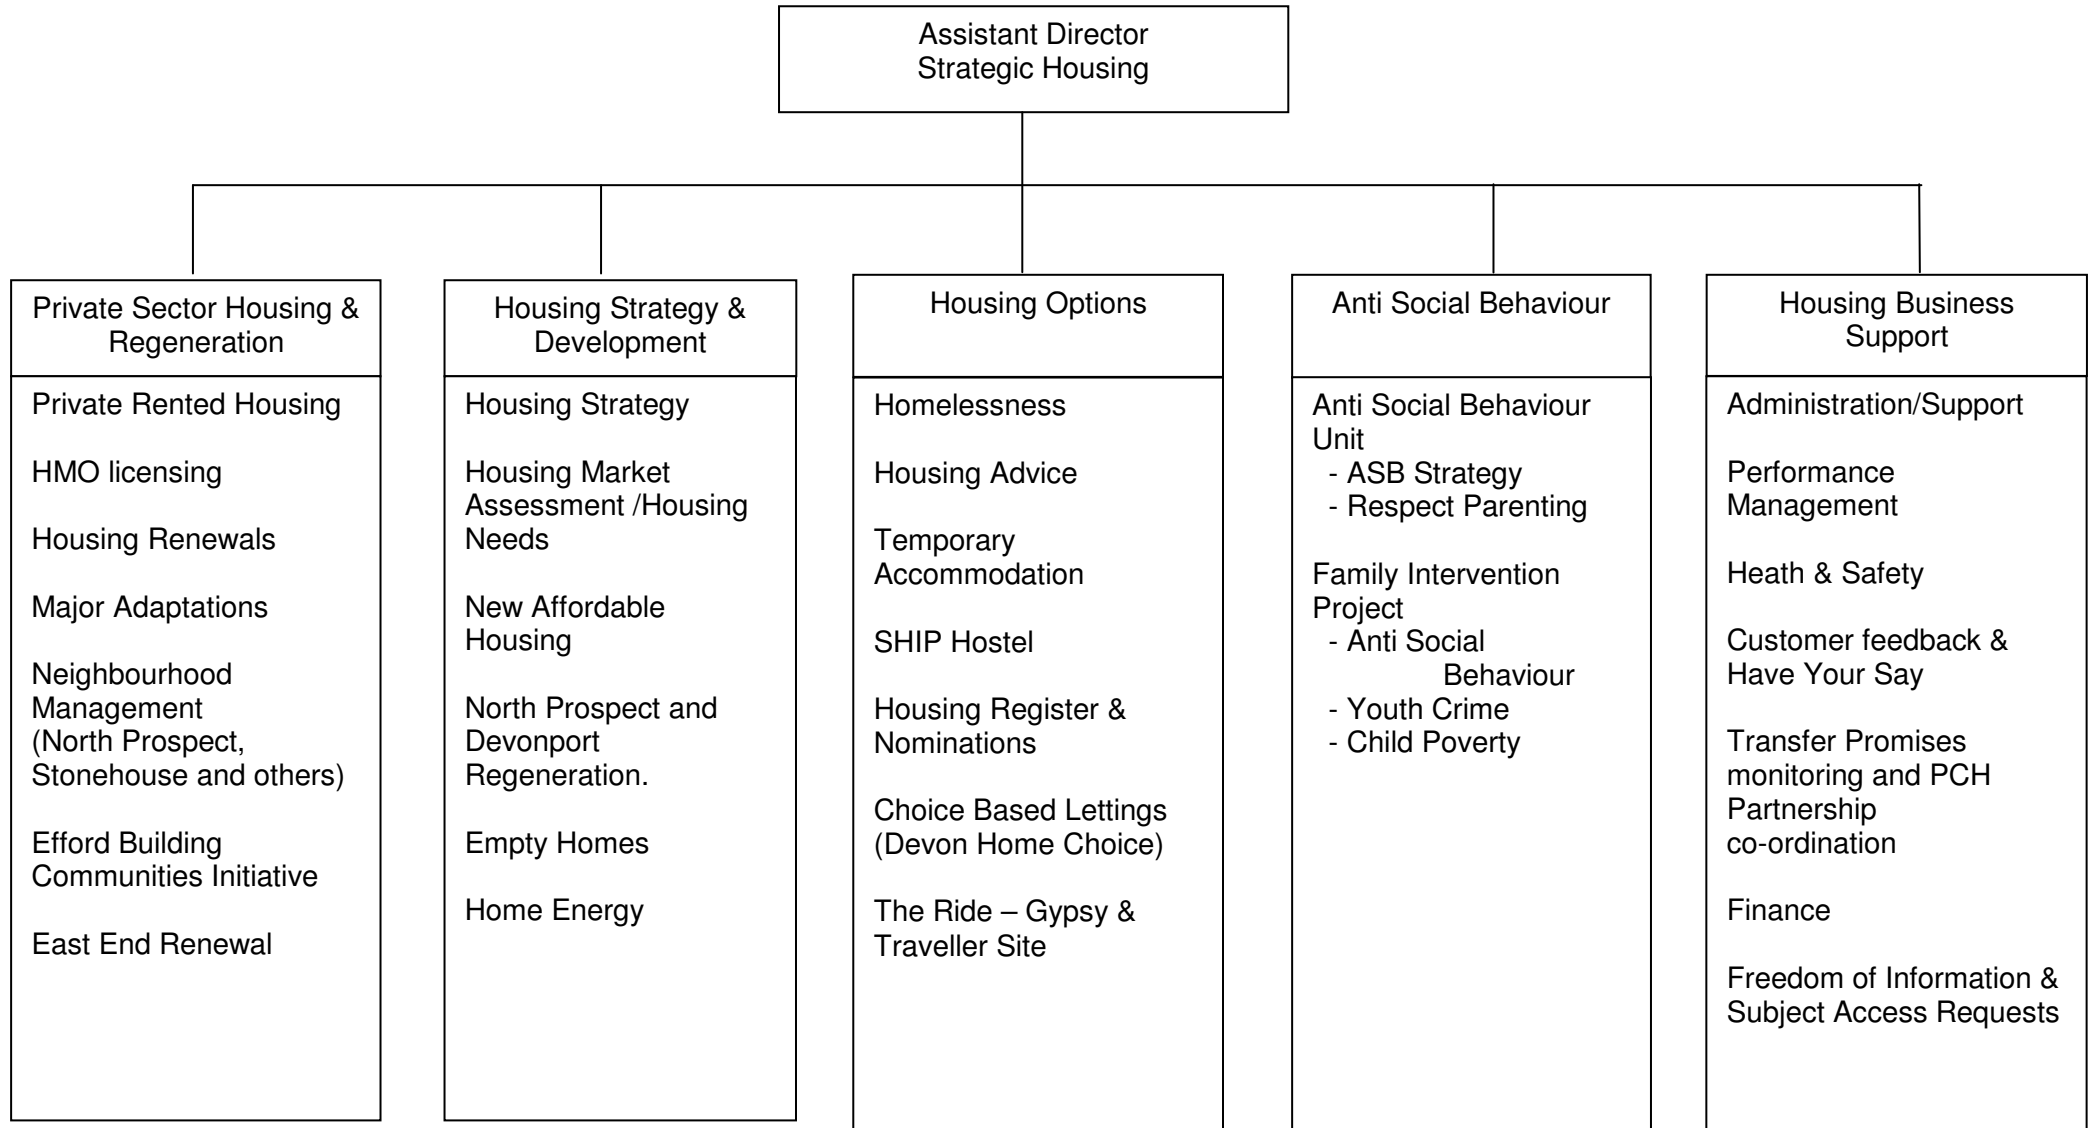 Assistant Director
Strategic Housing
Private Sector Housing &
Regeneration
Private Rented Housing
HMO licensing
Housing Renewals
Major Adaptations
Neighbourhood
Management
(North Prospect,
Stonehouse and others)
Efford Building
Communities Initiative
East End Renewal
Housing Strategy &
Development
Housing Strategy
Housing Market
Assessment /Housing
Needs
New Affordable
Housing
North Prospect and
Devonport
Regeneration.
Empty Homes
Home Energy
Housing Options
Homelessness
Housing Advice
Temporary
Accommodation
SHIP Hostel
Housing Register &
Nominations
Choice Based Lettings
(Devon Home Choice)
The Ride – Gypsy &
Traveller Site
Anti Social Behaviour
Anti Social Behaviour
Unit
- ASB Strategy
- Respect Parenting
Family Intervention
Project
- Anti Social
Behaviour
- Youth Crime
- Child Poverty
Housing Business
Support
Administration/Support
Performance
Management
Heath & Safety
Customer feedback &
Have Your Say
Transfer Promises
monitoring and PCH
Partnership
co-ordination
Finance
Freedom of Information &
Subject Access Requests